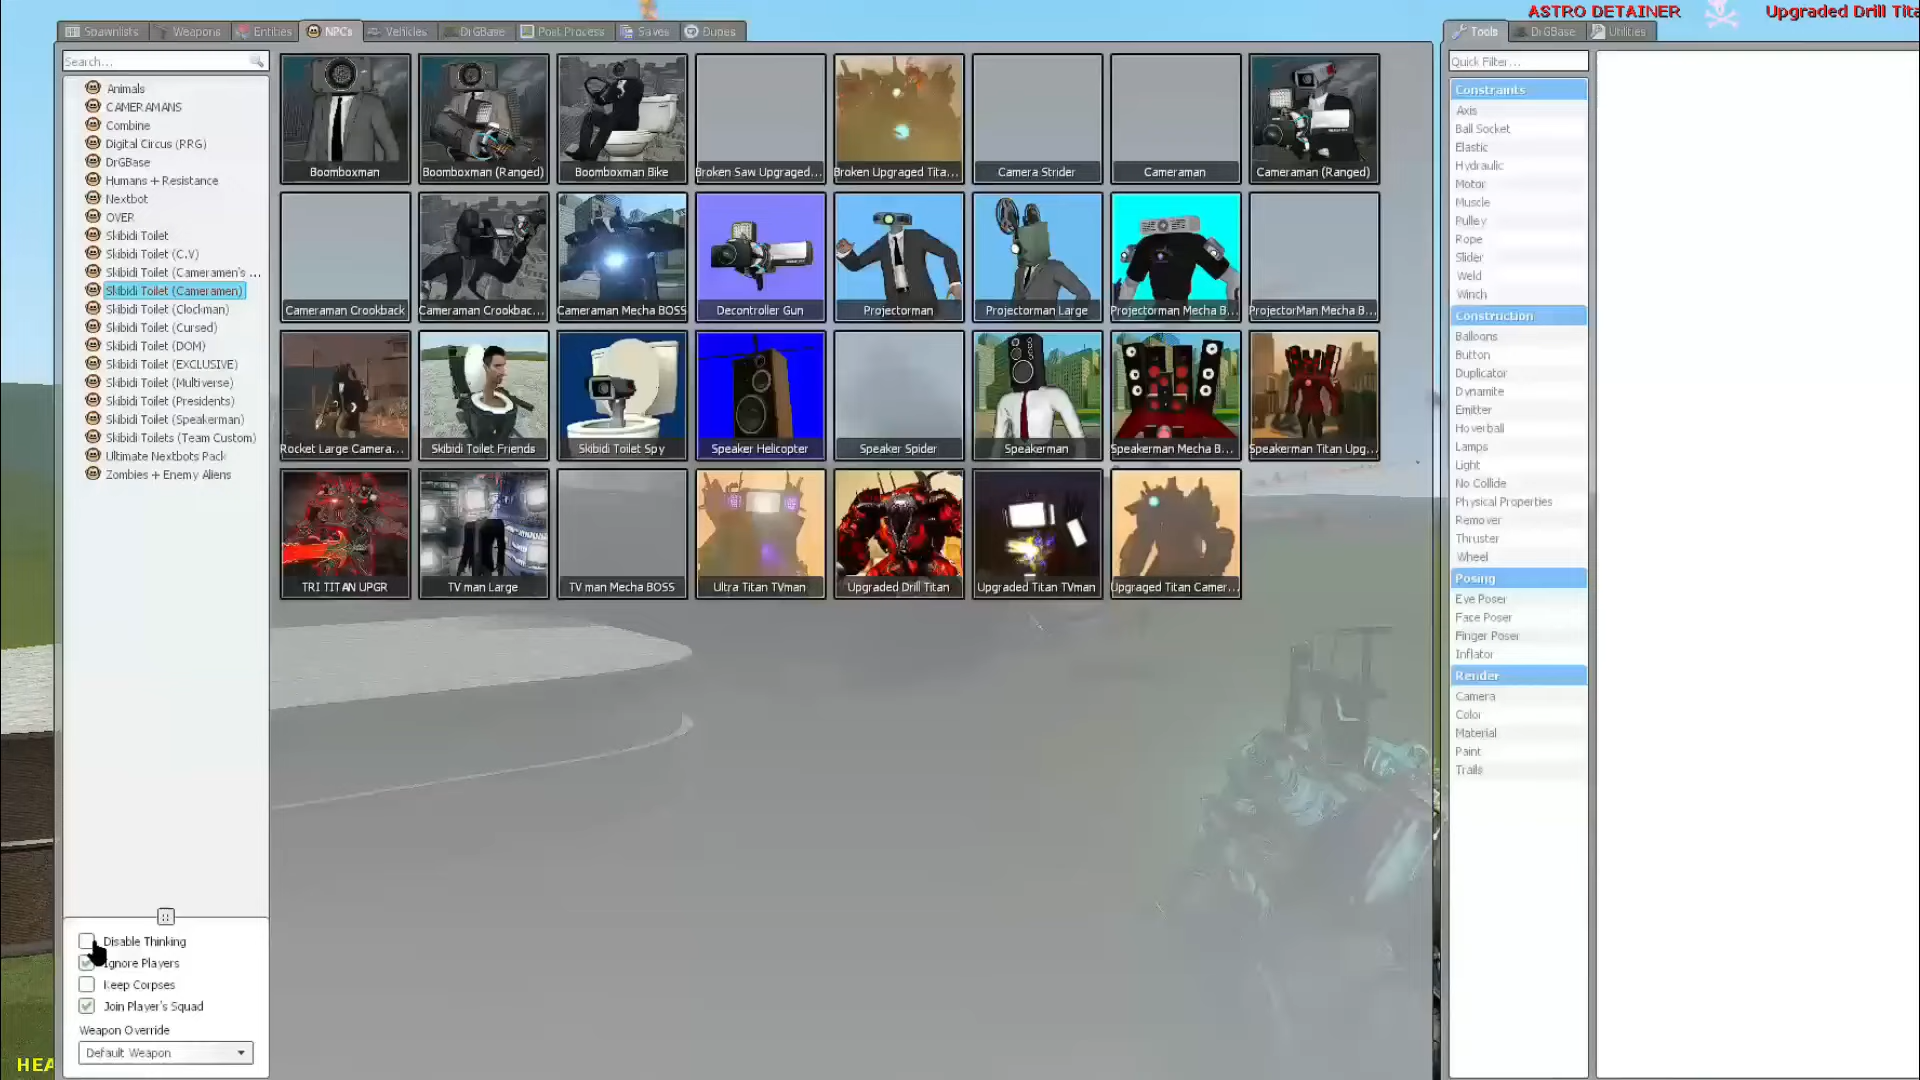 ASTRO DETAINER
Upgraded Drill Tita
Spawnlists
Weapons
Entities
NPCs
Vehicles
DrGBase
Post Process
Saves
Dupes
Tools
DrGBase
Utilities
Search...
Animals
CAMERAMANS
Combine
Digital Circus (RRG)
DrGBase
Humans + Resistance
Nextbot
OVER
Skibidi Toilet
Skibidi Toilet (C.V)
Skibidi Toilet (Cameramen's ...
Skibidi Toilet (Cameramen)
Skibidi Toilet (Clockman)
Skibidi Toilet (Cursed)
Skibidi Toilet (DOM)
Skibidi Toilet (EXCLUSIVE)
Skibidi Toilet (Multiverse)
Skibidi Toilet (Presidents)
Skibidi Toilet (Speakerman)
Skibidi Toilets (Team Custom)
Ultimate Nextbots Pack
Zombies + Enemy Aliens
Boomboxman
Boomboxman (Ranged)
Boomboxman Bike
Broken Saw Upgraged...
Broken Upgraged Tita...
Camera Strider
Cameraman
Cameraman (Ranged)
Cameraman Crookback
Cameraman Crookbac...
Cameraman Mecha BOSS
Decontroller Gun
Projectorman
Projectorman Large
Projectorman Mecha B...
ProjectorMan Mecha B...
Rocket Large Camera...
Skibidi Toilet Friends
Skibidi Toilet Spy
Speaker Helicopter
Speaker Spider
Speakerman
Speakerman Mecha B...
Speakerman Titan Upg...
TRI TITAN UPGR
TV man Large
TV man Mecha BOSS
Ultra Titan TVman
Upgraded Drill Titan
Upgraded Titan TVman
Upgraged Titan Camer...
Disable Thinking
Ignore Players
Keep Corpses
Join Player's Squad
Weapon Override
Default Weapon
HEA
Quick Filter...
Constraints
Axis
Ball Socket
Elastic
Hydraulic
Motor
Muscle
Pulley
Rope
Slider
Weld
Winch
Construction
Balloons
Button
Duplicator
Dynamite
Emitter
Hoverball
Lamps
Light
No Collide
Physical Properties
Remover
Thruster
Wheel
Posing
Eye Poser
Face Poser
Finger Poser
Inflator
Render
Camera
Color
Material
Paint
Trails